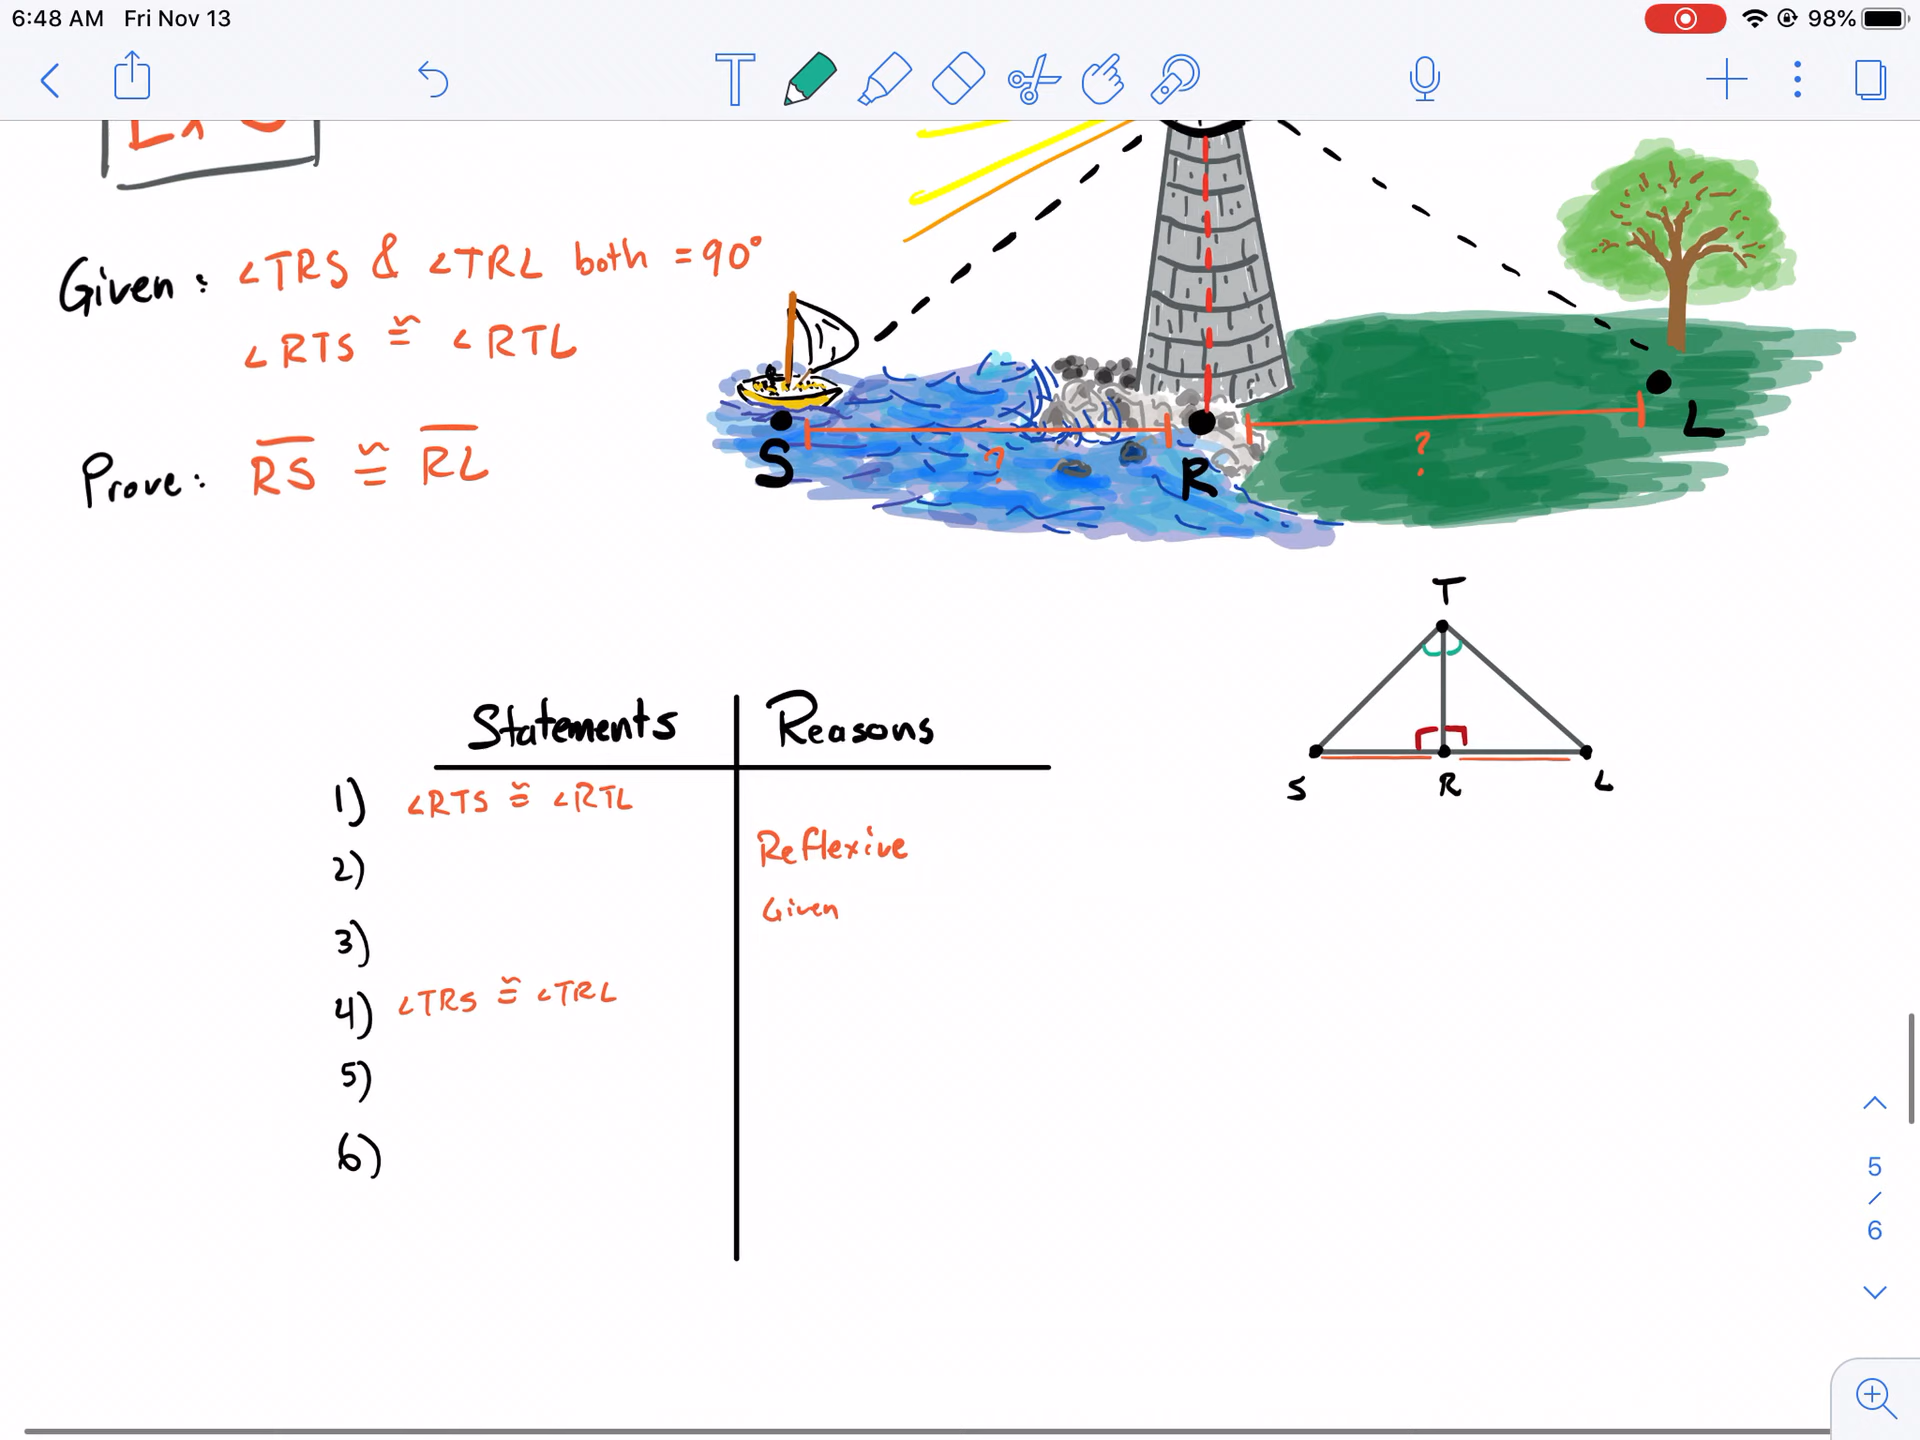 6:48 AM Fri Nov 13
98%
Given: ∠TRS & ∠TRL both = 90°
∠RTS ≅ ∠RTL
Prove: RS ≅ RL
S
?
R
?
L
T
S
R
L
Statements
Reasons
1) ∠RTS ≅ ∠RTL
2)
Reflexive
3)
Given
4) ∠TRS ≅ ∠TRL
5)
6)
5
/
6